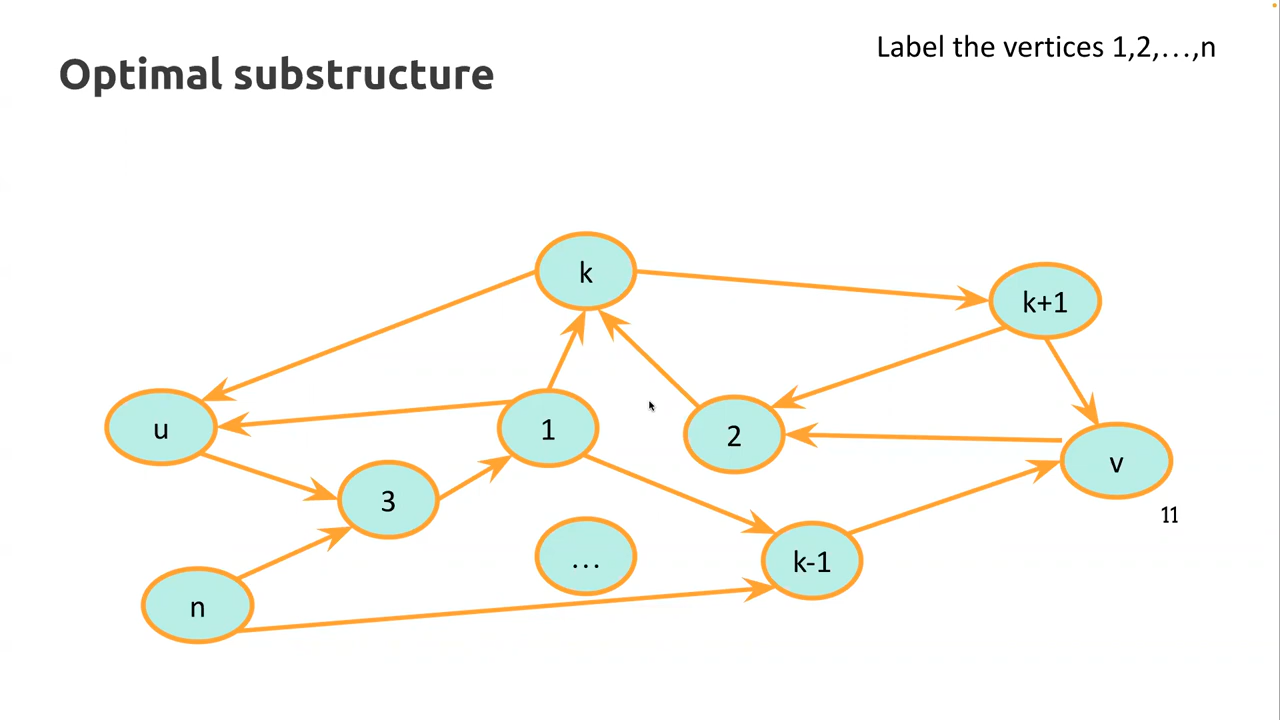 Label the vertices 1,2,…,n
Optimal substructure
k
k+1
u
1
2
v
3
k-1
11
…
n